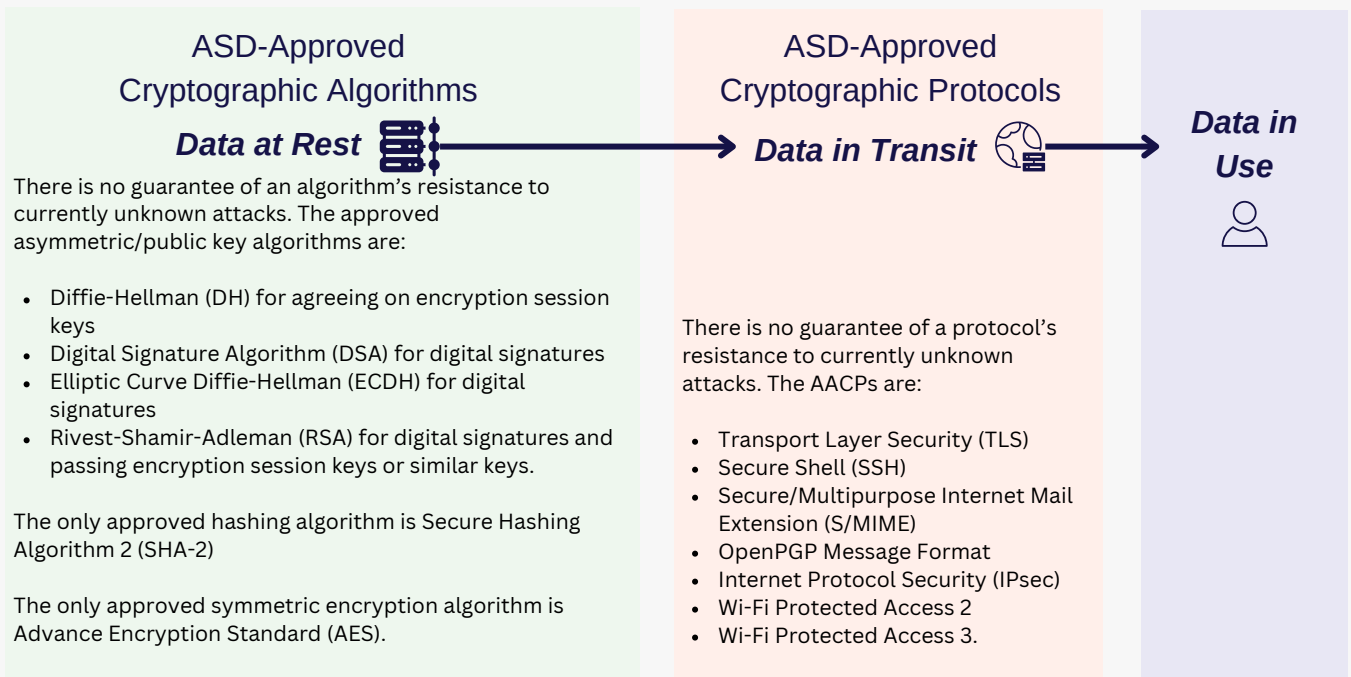 ASD-Approved
Cryptographic Algorithms
Data at Rest
There is no guarantee of an algorithm's resistance to
currently unknown attacks. The approved
asymmetric/public key algorithms are:
• Diffie-Hellman (DH) for agreeing on encryption session
keys
• Digital Signature Algorithm (DSA) for digital signatures
• Elliptic Curve Diffie-Hellman (ECDH) for digital
signatures
• Rivest-Shamir-Adleman (RSA) for digital signatures and
passing encryption session keys or similar keys.
The only approved hashing algorithm is Secure Hashing
Algorithm 2 (SHA-2)
The only approved symmetric encryption algorithm is
Advance Encryption Standard (AES).
ASD-Approved
Cryptographic Protocols
Data in Transit
There is no guarantee of a protocol's
resistance to currently unknown
attacks. The AACPs are:
• Transport Layer Security (TLS)
• Secure Shell (SSH)
• Secure/Multipurpose Internet Mail
Extension (S/MIME)
• OpenPGP Message Format
• Internet Protocol Security (IPsec)
• Wi-Fi Protected Access 2
• Wi-Fi Protected Access 3.
Data in
Use